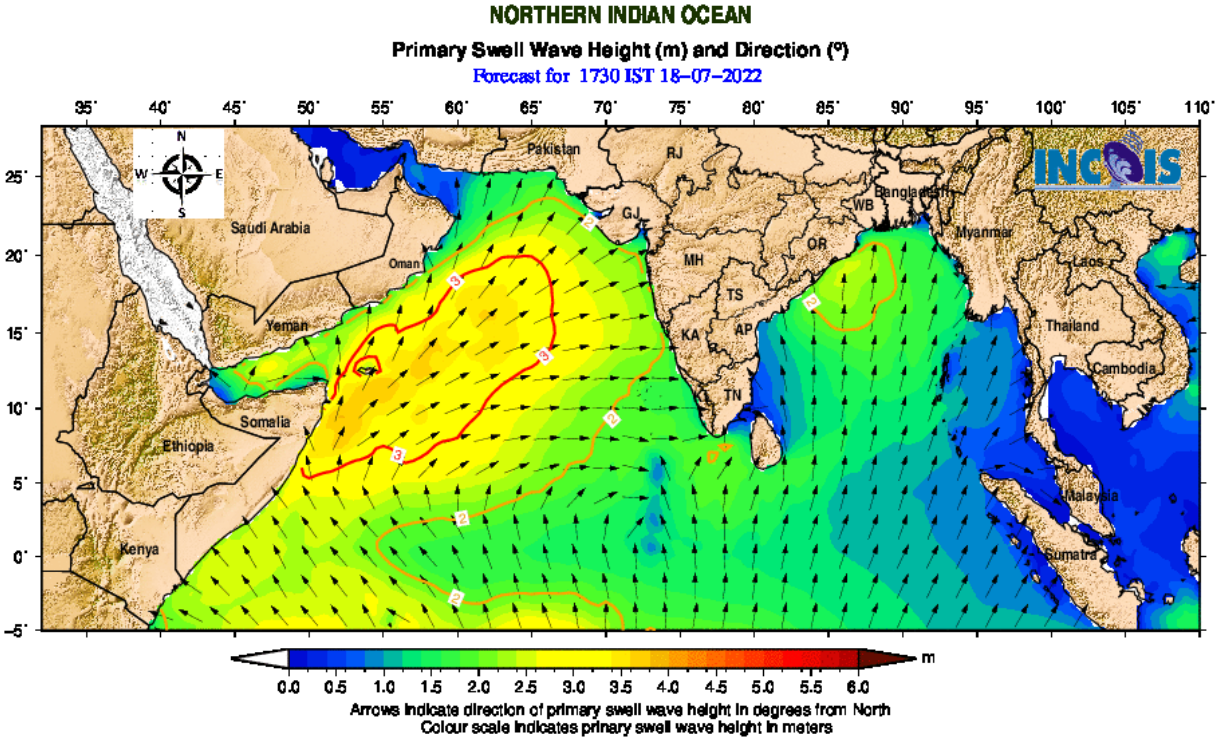 NORTHERN INDIAN OCEAN
Primary Swell Wave Height (m) and Direction (º)
Forecast for 1730 IST 18–07–2022
35˚ 40˚ 45˚ 50˚ 55˚ 60˚ 65˚ 70˚ 75˚ 80˚ 85˚ 90˚ 95˚ 100˚ 105˚ 110˚
N
W E
S
INCOIS
Pakistan
RJ
25˚
Bangladesh
WB
GJ
Saudi Arabia
2
Myanmar
OR
20˚
Oman
MH
Laos
3
TS
2
Yemen
KA
AP
Thailand
15˚
3
Cambodia
TN
10˚
2
Somalia
Ethiopia
3
5˚
Malaysia
2
Kenya
Sumatra
0˚
2
–5˚
m
0.0 0.5 1.0 1.5 2.0 2.5 3.0 3.5 4.0 4.5 5.0 5.5 6.0
Arrows indicate direction of primary swell wave height in degrees from North
Colour scale indicates prinary swell wave height in meters